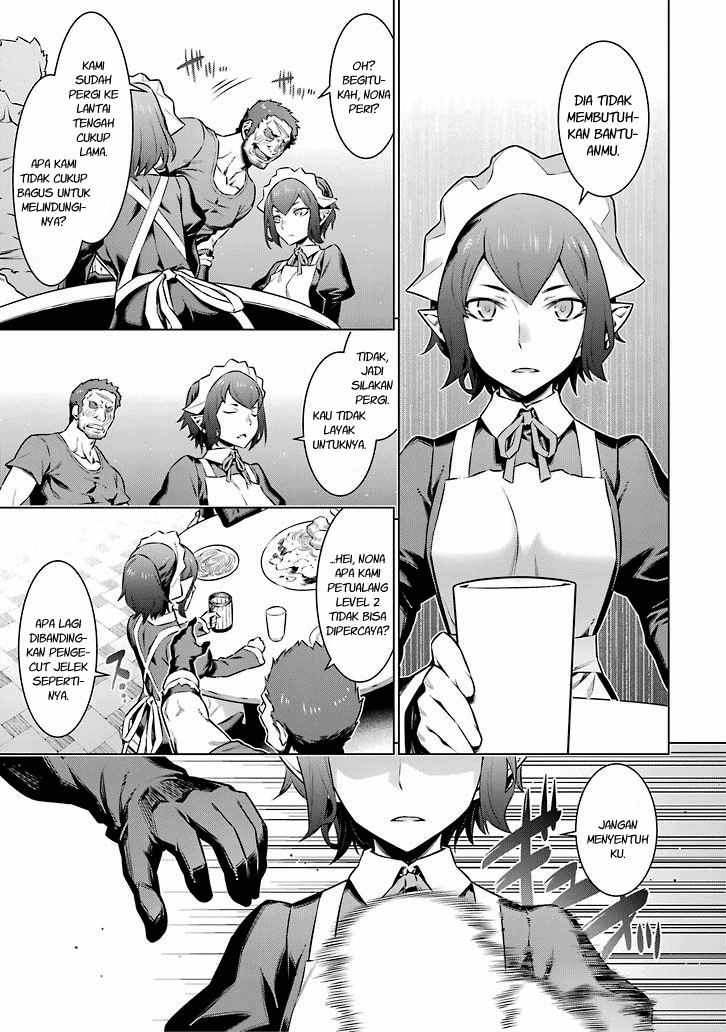 DIA TIDAK
MEMBUTUH-
KAN BANTU-
ANMU.
OH?
BEGITU-
KAH, NONA
PERI?
KAMI
SUDAH
PERGI KE
LANTAI
TENGAH
CUKUP
LAMA.
APA KAMI
TIDAK CUKUP
BAGUS UNTUK
MELINDUNGI-
NYA?
TIDAK,
JADI
SILAKAN
PERGI.
KAU TIDAK
LAYAK
UNTUKNYA.
...HEI, NONA
APA KAMI
PETUALANG
LEVEL 2
TIDAK BISA
DIPERCAYA?
APA LAGI
DIBANDING-
KAN PENGE-
CUT JELEK
SEPERTI-
NYA.
JANGAN
MENYENTUH
KU.